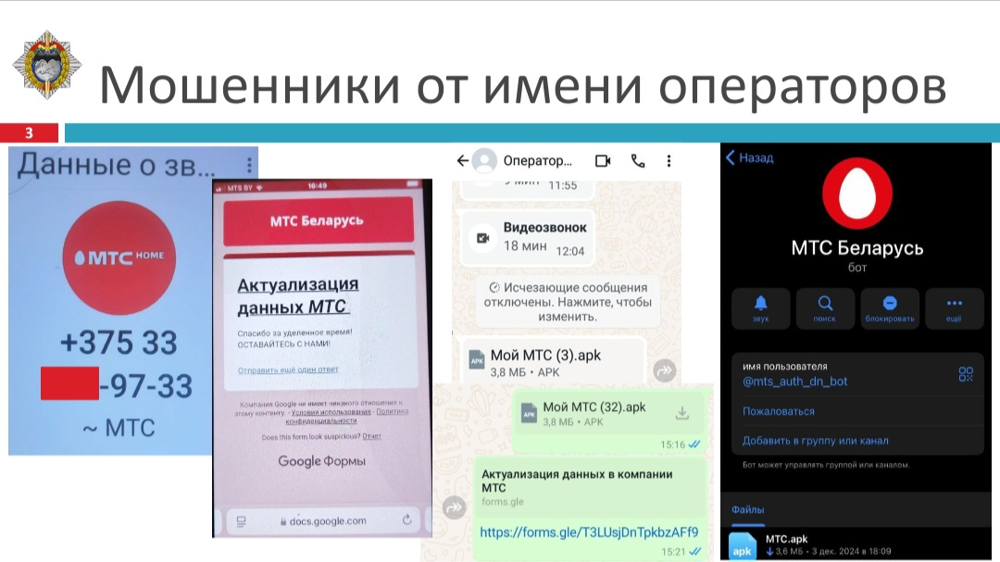 Мошенники от имени операторов
3
Данные о зв...
МТС HOME
+375 33
-97-33
~ МТС
MTS BY
16:49
МТС Беларусь
Актуализация
данных МТС
Спасибо за уделенное время!
ОСТАВАЙТЕСЬ С НАМИ!
Отправить ещё один ответ
Компания Google не имеет никакого отношения к
этому контенту. - Условия использования - Политика
конфиденциальности
Does this form look suspicious? Отчет
Google Формы
docs.google.com
Оператор...
9 мин 11:55
Видеозвонок
18 мин 12:04
Исчезающие сообщения
отключены. Нажмите, чтобы
изменить.
APK
Мой МТС (3).apk
3,8 МБ • APK
APK
Мой МТС (32).apk
3,8 МБ • APK
15:16
Актуализация данных в компании
МТС
forms.gle
https://forms.gle/T3LUsjDnTpkbzAFf9
15:21
Назад
МТС Беларусь
бот
звук
поиск
блокировать
ещё
имя пользователя
@mts_auth_dn_bot
Пожаловаться
Добавить в группу или канал
Бот может управлять группой или каналом.
Файлы
apk
МТС.apk
3,6 МБ • 3 дек. 2024 в 18:09